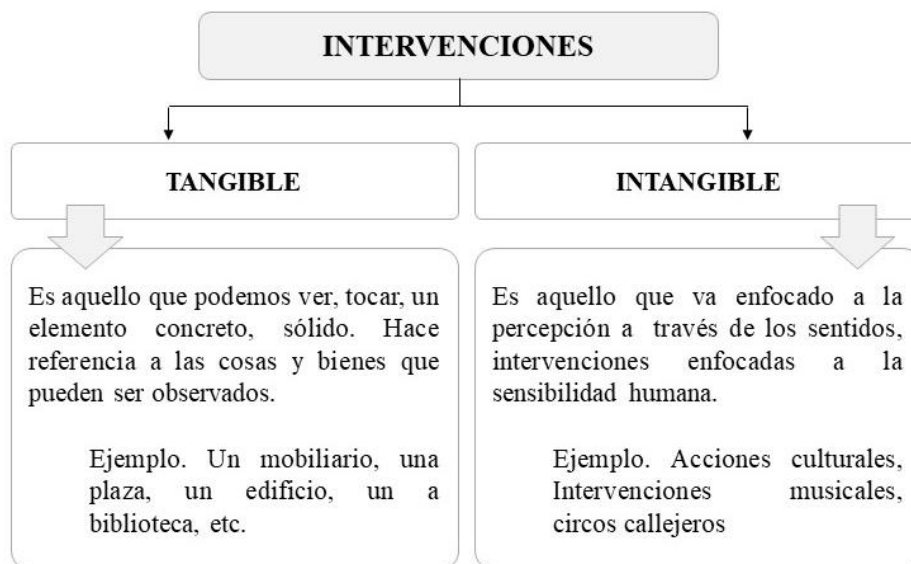 INTERVENCIONES
TANGIBLE
INTANGIBLE
Es aquello que podemos ver, tocar, un
elemento concreto, sólido. Hace
referencia a las cosas y bienes que
pueden ser observados.
Ejemplo. Un mobiliario, una
plaza, un edificio, un a
biblioteca, etc.
Es aquello que va enfocado a la
percepción a través de los sentidos,
intervenciones enfocadas a la
sensibilidad humana.
Ejemplo. Acciones culturales,
Intervenciones musicales,
circos callejeros